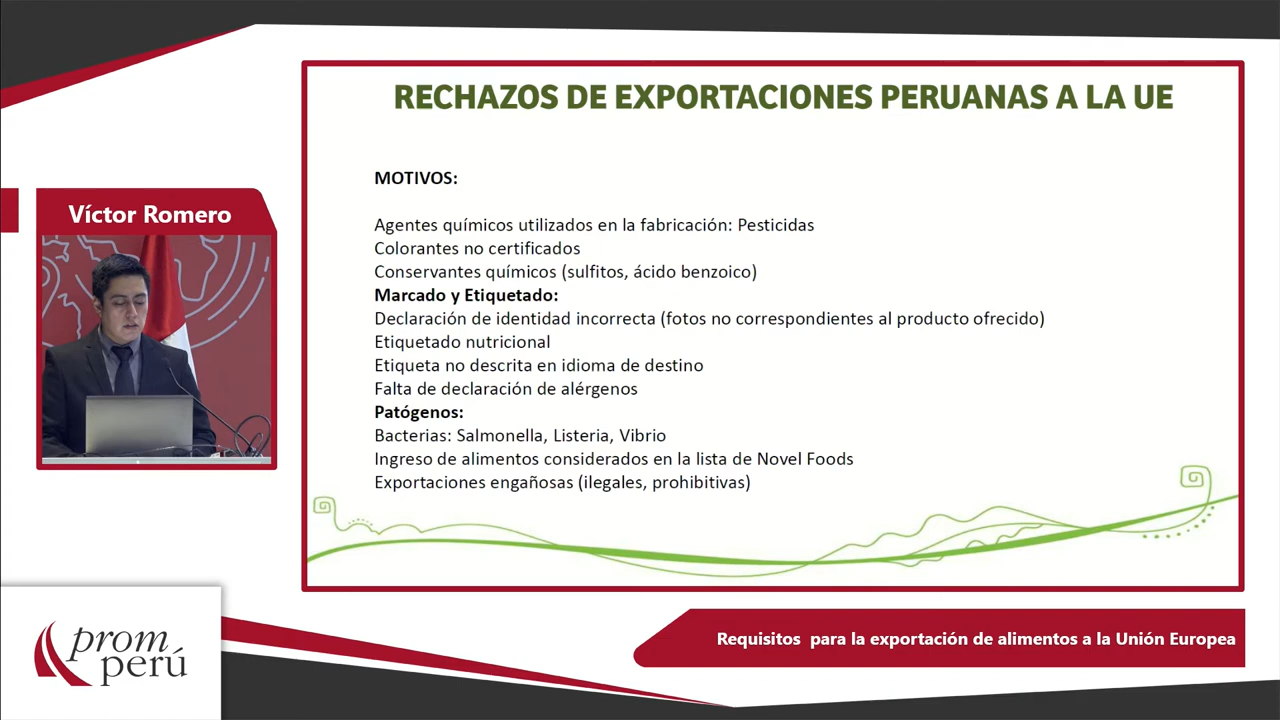 RECHAZOS DE EXPORTACIONES PERUANAS A LA UE
MOTIVOS:
Agentes químicos utilizados en la fabricación: Pesticidas
Colorantes no certificados
Conservantes químicos (sulfitos, ácido benzoico)
Marcado y Etiquetado:
Declaración de identidad incorrecta (fotos no correspondientes al producto ofrecido)
Etiquetado nutricional
Etiqueta no descrita en idioma de destino
Falta de declaración de alérgenos
Patógenos:
Bacterias: Salmonella, Listeria, Vibrio
Ingreso de alimentos considerados en la lista de Novel Foods
Exportaciones engañosas (ilegales, prohibitivas)
Víctor Romero
prom
perú
Requisitos para la exportación de alimentos a la Unión Europea